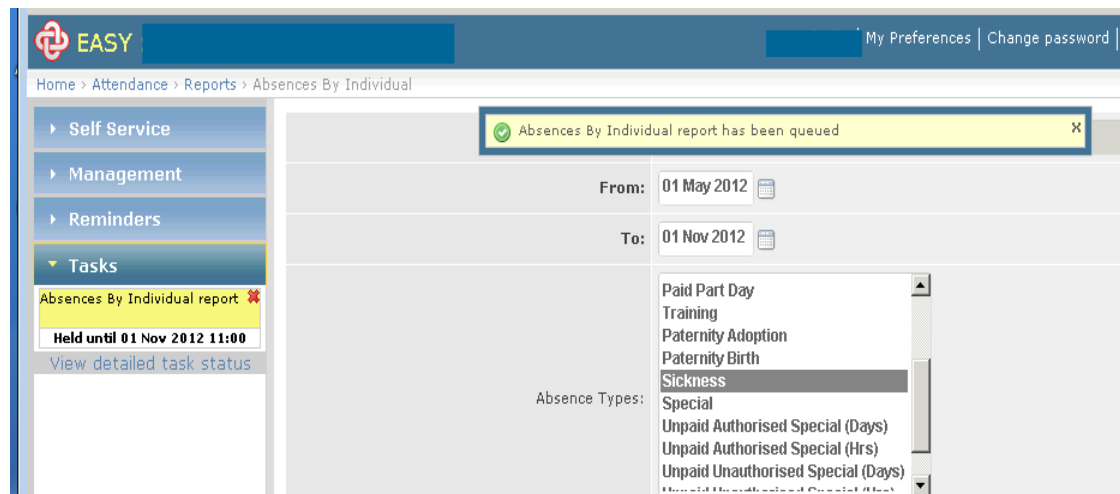 EASY
My Preferences | Change password |
Home › Attendance › Reports › Absences By Individual
Self Service
Absences By Individual report has been queued
Management
From: 01 May 2012
Reminders
To: 01 Nov 2012
Tasks
Absences By Individual report
Held until 01 Nov 2012 11:00
View detailed task status
Absence Types:
Paid Part Day
Training
Paternity Adoption
Paternity Birth
Sickness
Special
Unpaid Authorised Special (Days)
Unpaid Authorised Special (Hrs)
Unpaid Unauthorised Special (Days)